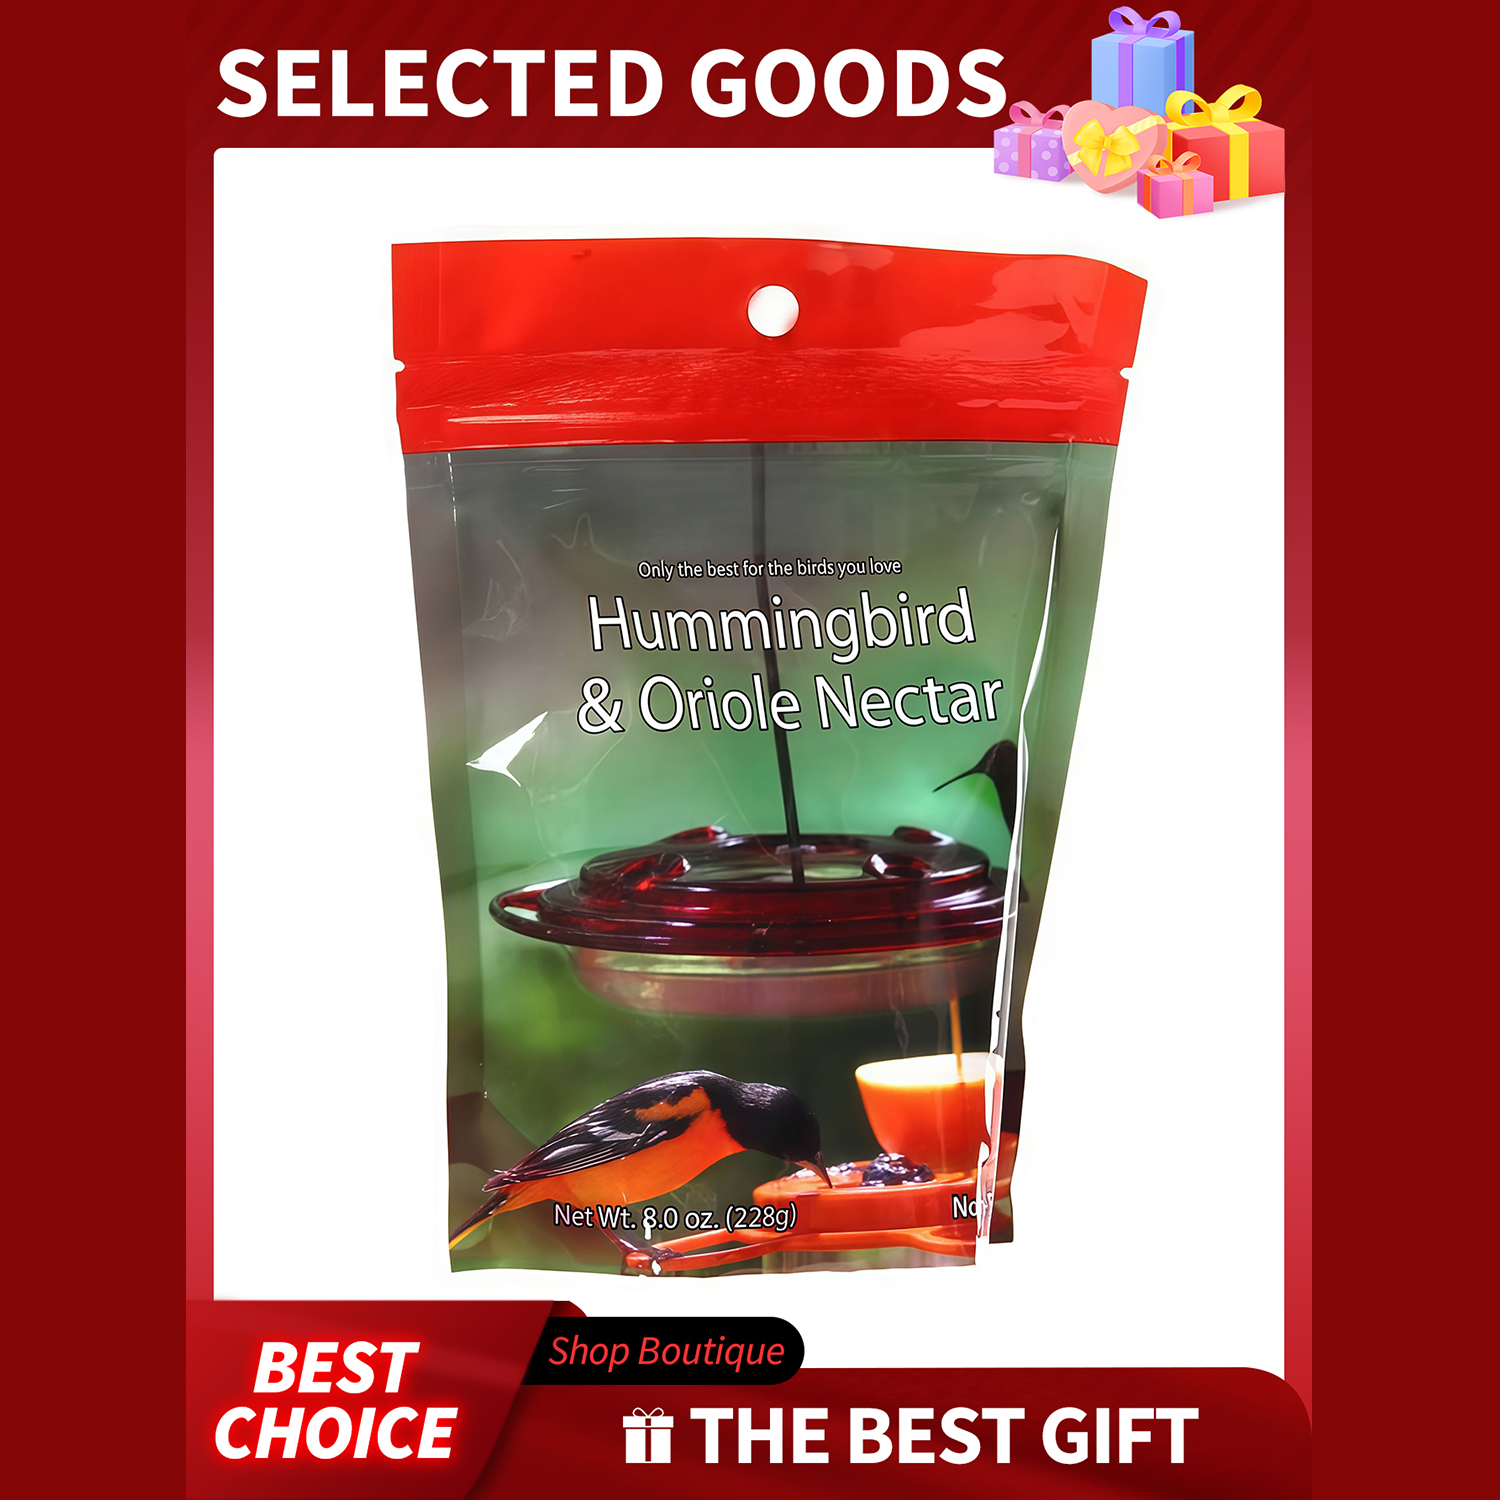 SELECTED GOODS
Only the best for the birds you love
Hummingbird
& Oriole Nectar
Net Wt. 8.0 oz. (228g)
BEST
CHOICE
Shop Boutique
THE BEST GIFT